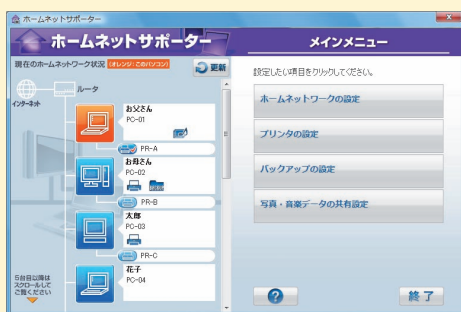 ホームネットサポーター
ホームネットサポーター
現在のホームネットワーク状況 [オレンジ:このパソコン]
更新
インターネット
ルータ
お父さん
PC-01
PR-A
お母さん
PC-02
PR-B
太郎
PC-03
PR-C
花子
PC-04
5台目以降は
スクロールして
ご覧ください
メインメニュー
設定したい項目をクリックしてください。
ホームネットワークの設定
プリンタの設定
バックアップの設定
写真・音楽データの共有設定
?
終了